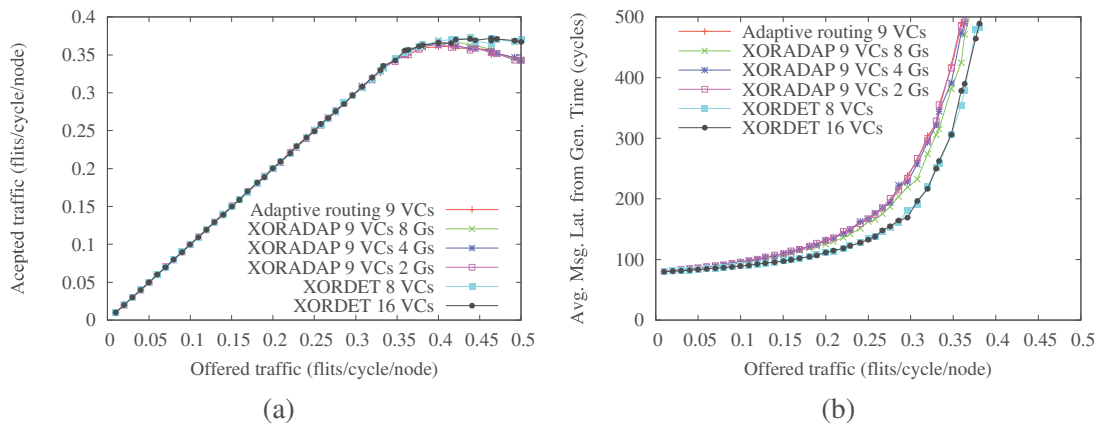 0.4
0.35
0.3
0.25
0.2
0.15
0.1
0.05
0
Acepted traffic (flits/cycle/node)
Adaptive routing 9 VCs
XORADAP 9 VCs 8 Gs
XORADAP 9 VCs 4 Gs
XORADAP 9 VCs 2 Gs
XORDET 8 VCs
XORDET 16 VCs
0 0.05 0.1 0.15 0.2 0.25 0.3 0.35 0.4 0.45 0.5
Offered traffic (flits/cycle/node)
(a)
500
400
300
200
100
0
Avg. Msg. Lat. from Gen. Time (cycles)
Adaptive routing 9 VCs
XORADAP 9 VCs 8 Gs
XORADAP 9 VCs 4 Gs
XORADAP 9 VCs 2 Gs
XORDET 8 VCs
XORDET 16 VCs
0 0.05 0.1 0.15 0.2 0.25 0.3 0.35 0.4 0.45 0.5
Offered traffic (flits/cycle/node)
(b)